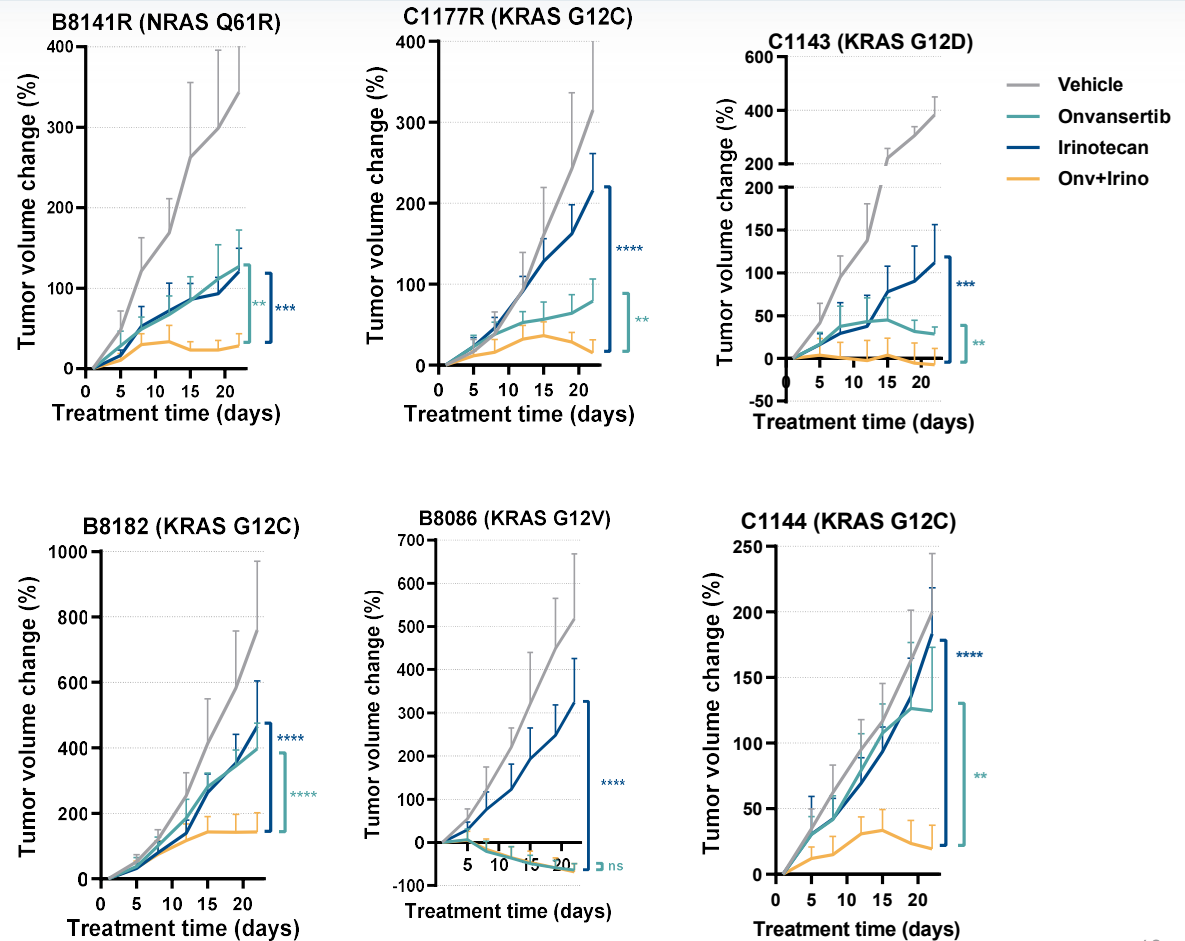 B8141R (NRAS Q61R)
Tumor volume change (%)
400
300
200
100
0
0 5 10 15 20
Treatment time (days)
**
***
C1177R (KRAS G12C)
Tumor volume change (%)
400
300
200
100
0
0 5 10 15 20
Treatment time (days)
****
**
C1143 (KRAS G12D)
Tumor volume change (%)
600
400
200
200
150
100
50
0
-50
0 5 10 15 20
Treatment time (days)
***
**
Vehicle
Onvansertib
Irinotecan
Onv+Irino
B8182 (KRAS G12C)
Tumor volume change (%)
1000
800
600
400
200
0
0 5 10 15 20
Treatment time (days)
****
****
B8086 (KRAS G12V)
Tumor volume change (%)
700
600
500
400
300
200
100
0
-100
5 10 15 20
Treatment time (days)
****
ns
C1144 (KRAS G12C)
Tumor volume change (%)
250
200
150
100
50
0
0 5 10 15 20
Treatment time (days)
****
**